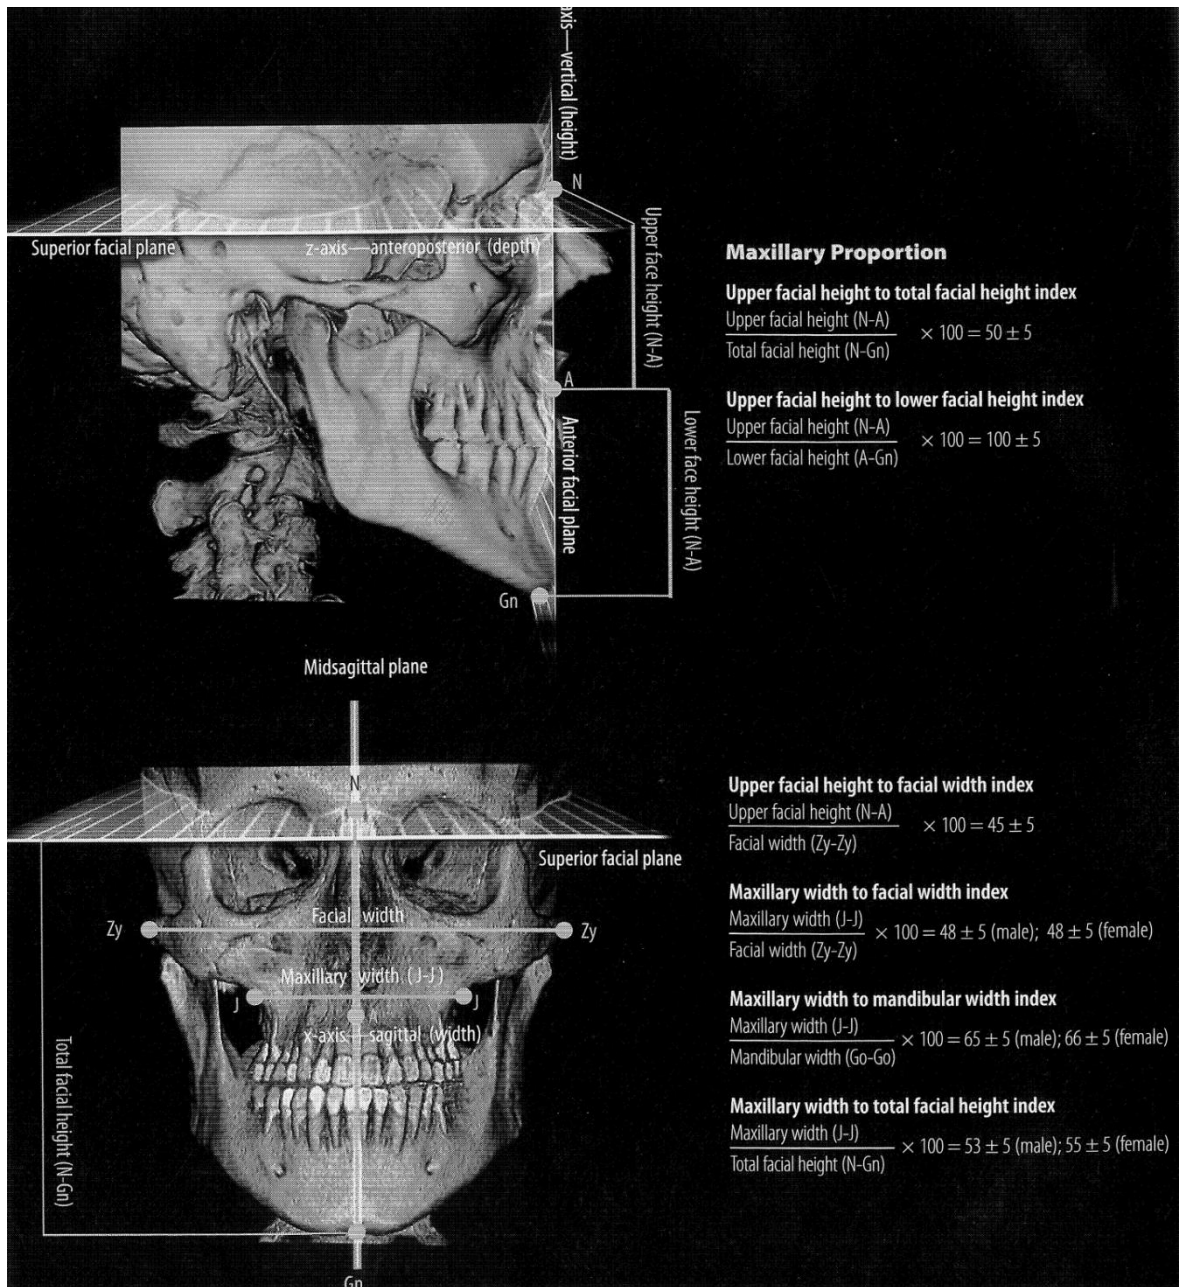 axis—vertical (height)
N
Superior facial plane
z-axis—anteroposterior (depth)
Upper face height (N-A)
A
Anterior facial plane
Lower face height (N-A)
Gn
Maxillary Proportion
Upper facial height to total facial height index
Upper facial height (N–A)
Total facial height (N-Gn)
× 100 = 50 ± 5
Upper facial height to lower facial height index
Upper facial height (N–A)
Lower facial height (A-Gn)
× 100 = 100 ± 5
Midsagittal plane
N
Superior facial plane
Facial width
Zy
Zy
Maxillary width (J-J)
J
J
A
x-axis—sagittal (width)
Total facial height (N-Gn)
Gn
Upper facial height to facial width index
Upper facial height (N–A)
Facial width (Zy-Zy)
× 100 = 45 ± 5
Maxillary width to facial width index
Maxillary width (J-J)
Facial width (Zy-Zy)
× 100 = 48 ± 5 (male); 48 ± 5 (female)
Maxillary width to mandibular width index
Maxillary width (J-J)
Mandibular width (Go-Go)
× 100 = 65 ± 5 (male); 66 ± 5 (female)
Maxillary width to total facial height index
Maxillary width (J-J)
Total facial height (N-Gn)
× 100 = 53 ± 5 (male); 55 ± 5 (female)